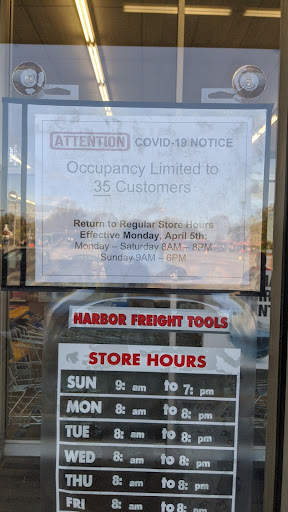 ATTENTION COVID-19 NOTICE
Occupancy Limited to
35 Customers
Return to Regular Store Hours
Effective Monday, April 5th:
Monday – Saturday 8AM – 8PM
Sunday 9AM – 6PM
HARBOR FREIGHT TOOLS
STORE HOURS
SUN 9: am to 7: pm
MON 8: am to 8: pm
TUE 8: am to 8: pm
WED 8: am to 8: pm
THU 8: am to 8: pm
FRI 8: am to 8: pm